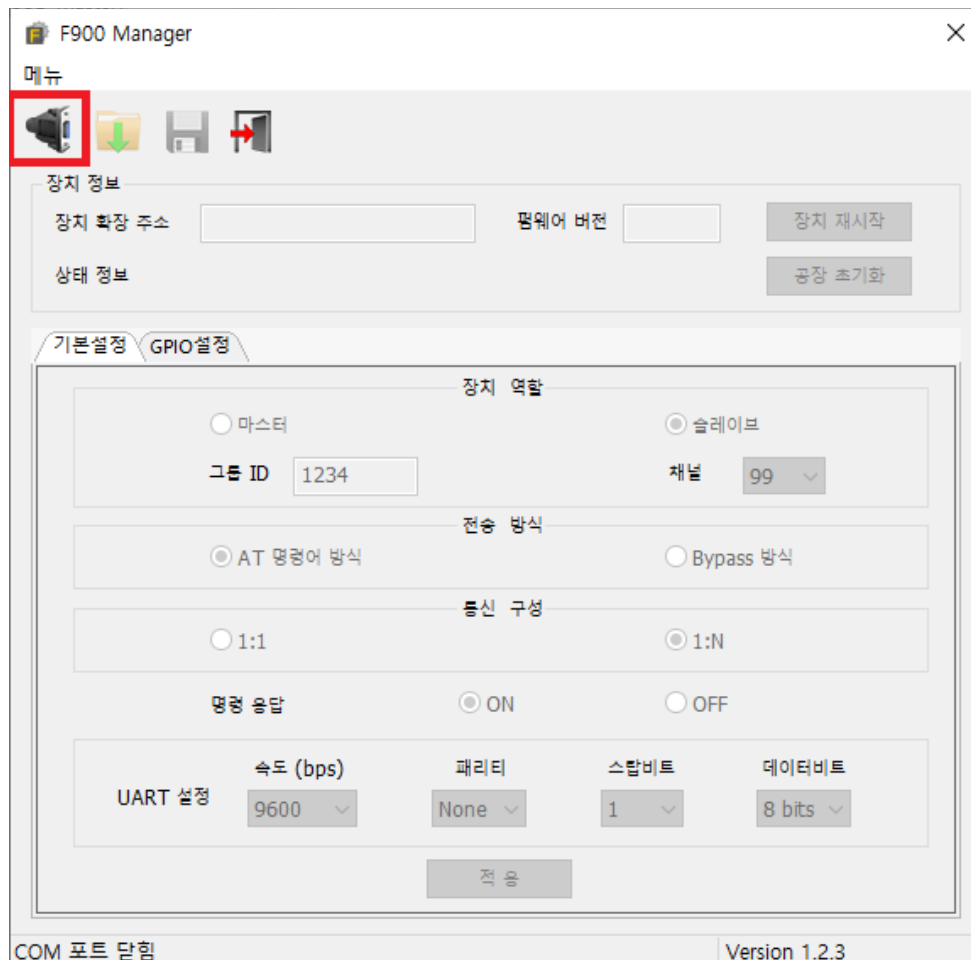 F900 Manager
메뉴
장치 정보
장치 확장 주소 펌웨어 버전 장치 재시작
상태 정보 공장 초기화
기본설정 GPIO설정
장치 역할
마스터 슬레이브
그룹 ID 1234 채널 99
전송 방식
AT 명령어 방식 Bypass 방식
통신 구성
1:1 1:N
명령 응답 ON OFF
속도 (bps) 패리티 스탑비트 데이터비트
UART 설정 9600 None 1 8 bits
적 용
COM 포트 닫힘 Version 1.2.3